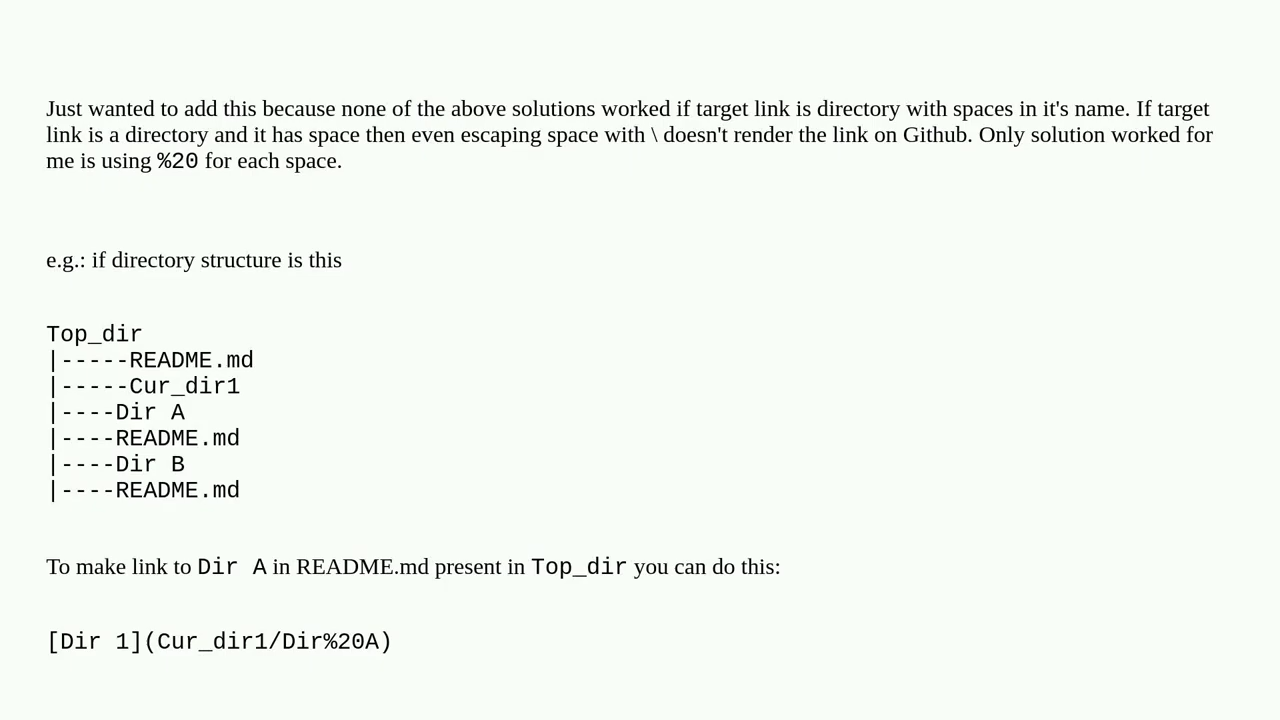 Just wanted to add this because none of the above solutions worked if target link is directory with spaces in it's name. If target
link is a directory and it has space then even escaping space with \ doesn't render the link on Github. Only solution worked for
me is using %20 for each space.
e.g.: if directory structure is this
Top_dir
|-----README.md
|-----Cur_dir1
|----Dir A
|----README.md
|----Dir B
|----README.md
To make link to Dir A in README.md present in Top_dir you can do this:
[Dir 1](Cur_dir1/Dir%20A)